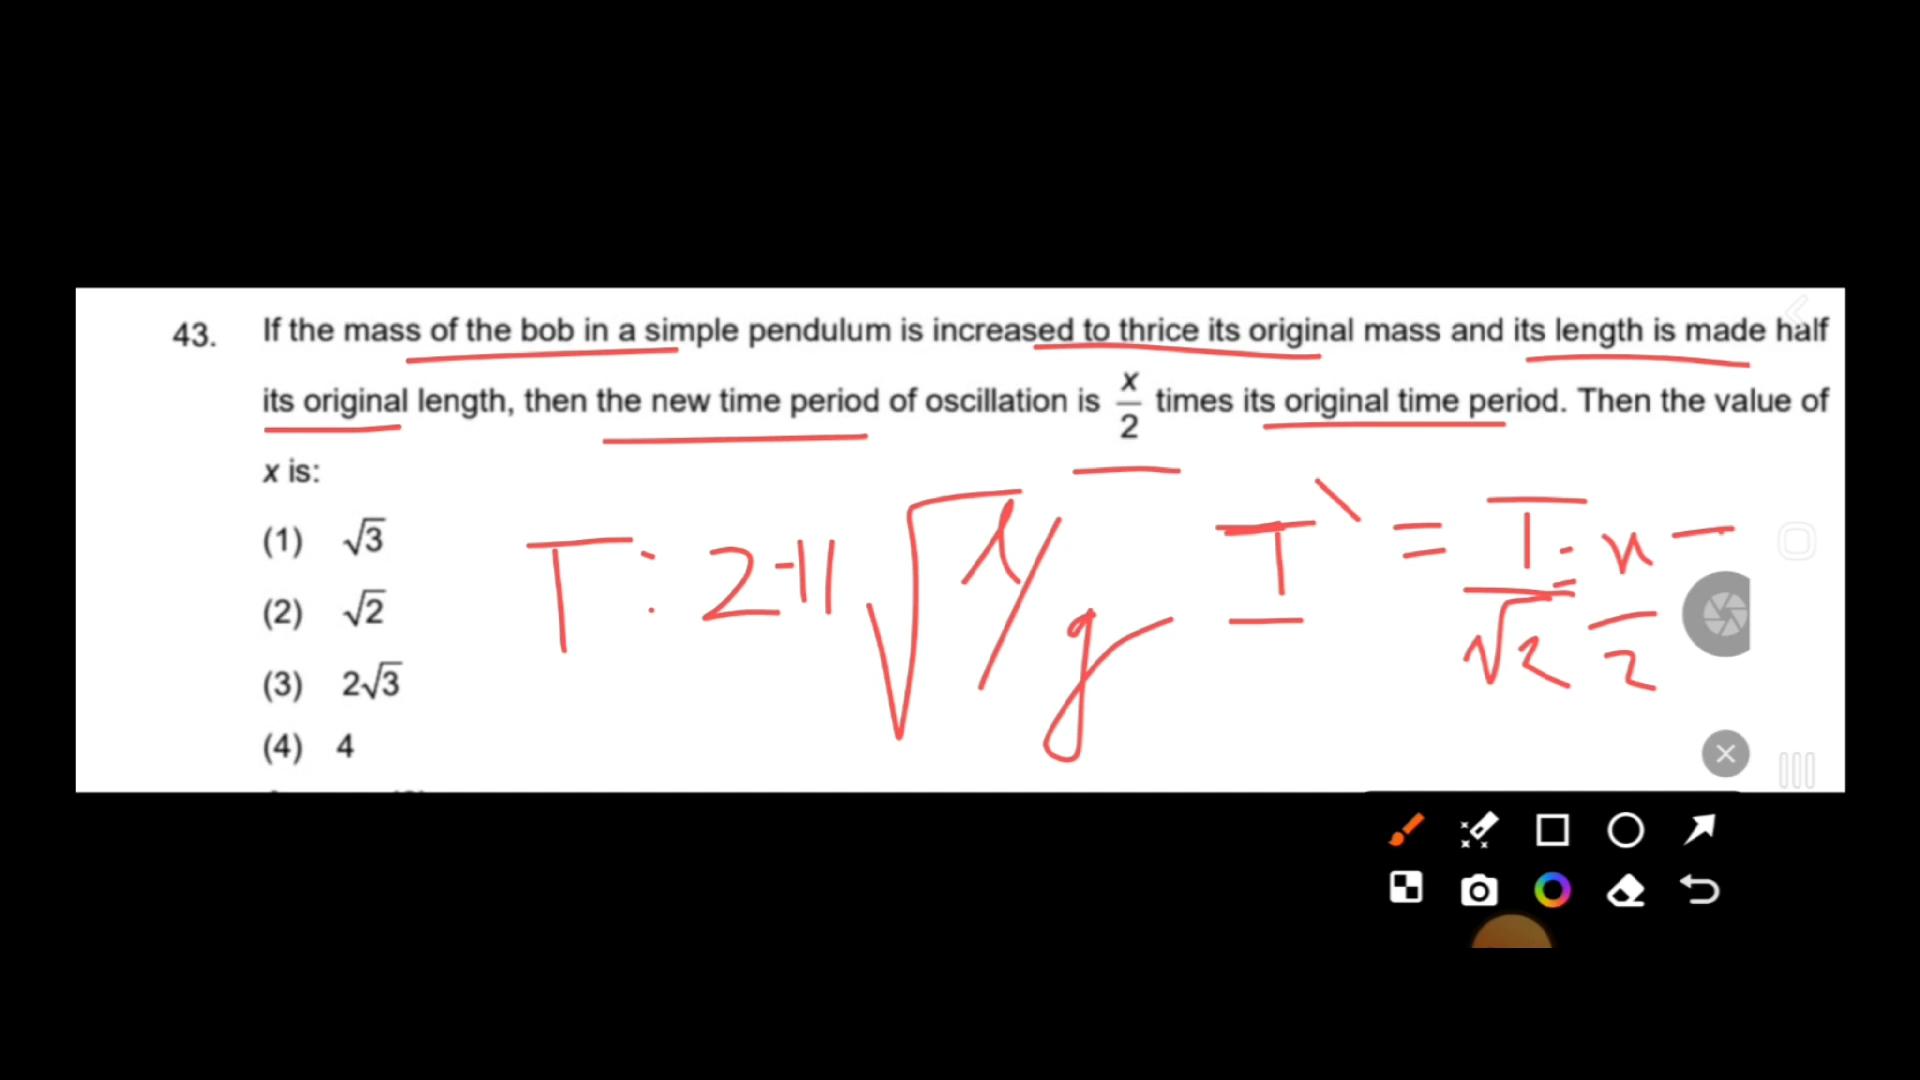 43. If the mass of the bob in a simple pendulum is increased to thrice its original mass and its length is made half
its original length, then the new time period of oscillation is x/2 times its original time period. Then the value of
x is:
(1) √3
(2) √2
(3) 2√3
(4) 4
T : 2π √l/g T` = T/√2 = x/2